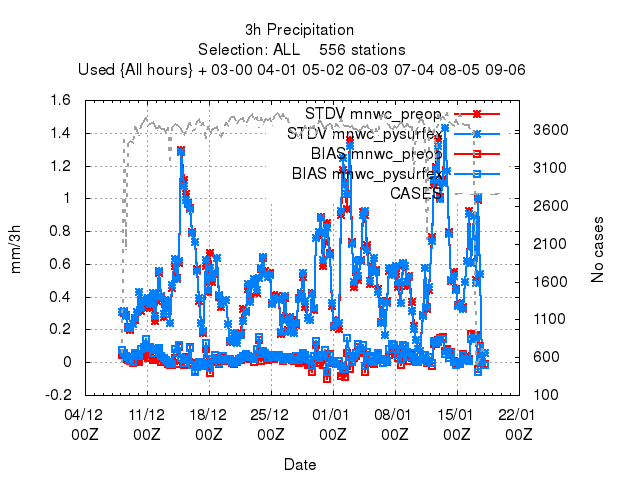 3h Precipitation
Selection: ALL 556 stations
Used {All hours} + 03-00 04-01 05-02 06-03 07-04 08-05 09-06
STDV mnwc_preop
STDV mnwc_pysurfex
BIAS mnwc_preop
BIAS mnwc_pysurfex
CASES
mm/3h
1.6
1.4
1.2
1
0.8
0.6
0.4
0.2
0
-0.2
No cases
3600
3100
2600
2100
1600
1100
600
100
04/12 11/12 18/12 25/12 01/01 08/01 15/01 22/01
00Z 00Z 00Z 00Z 00Z 00Z 00Z 00Z
Date